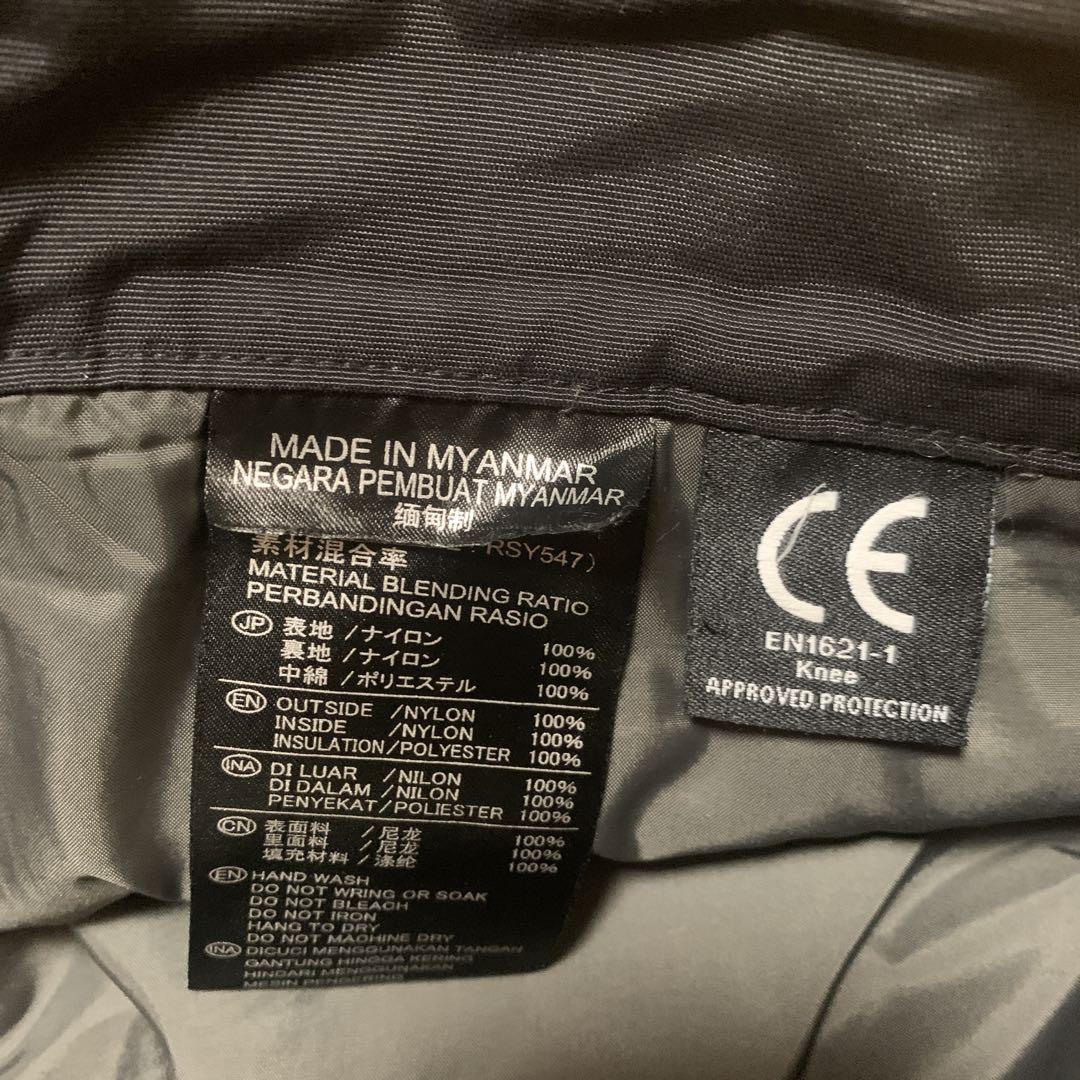 MADE IN MYANMAR
NEGARA PEMBUAT MYANMAR
缅甸制
RSY547)
素材混合率
MATERIAL BLENDING RATIO
PERBANDINGAN RASIO
JP 表地 /ナイロン 100%
裏地 /ナイロン 100%
中綿 /ポリエステル 100%
EN OUTSIDE /NYLON 100%
INSIDE /NYLON 100%
INSULATION/POLYESTER 100%
INA DI LUAR /NILON 100%
DI DALAM /NILON 100%
PENYEKAT/POLIESTER 100%
CN 表面料 /尼龙 100%
里面料 /尼龙 100%
填充材料 /涤纶 100%
EN HAND WASH
DO NOT WRING OR SOAK
DO NOT BLEACH
DO NOT IRON
HANG TO DRY
DO NOT MACHINE DRY
INA DICUCI MENGGUNAKAN TANGAN
GANTUNG HINGGA KERING
HINDARI MENGGUNAKAN
MESIN PENGERING
CE
EN1621-1
Knee
APPROVED PROTECTION